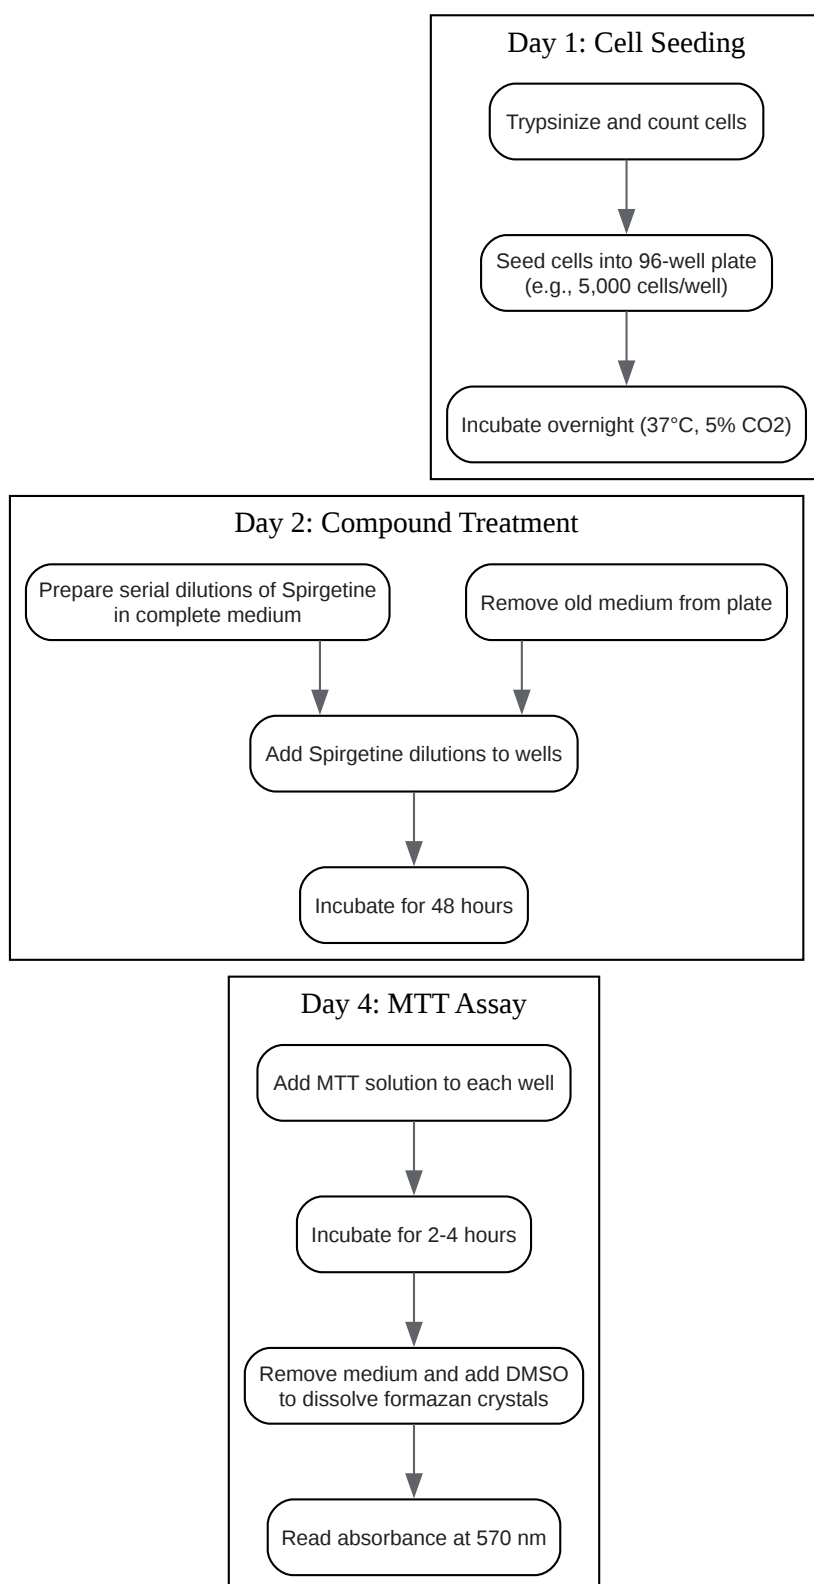 Day 1: Cell Seeding
Trypsinize and count cells
Seed cells into 96-well plate
(e.g., 5,000 cells/well)
Incubate overnight (37°C, 5% CO2)
Day 2: Compound Treatment
Prepare serial dilutions of Spirgetine
in complete medium
Remove old medium from plate
Add Spirgetine dilutions to wells
Incubate for 48 hours
Day 4: MTT Assay
Add MTT solution to each well
Incubate for 2-4 hours
Remove medium and add DMSO
to dissolve formazan crystals
Read absorbance at 570 nm